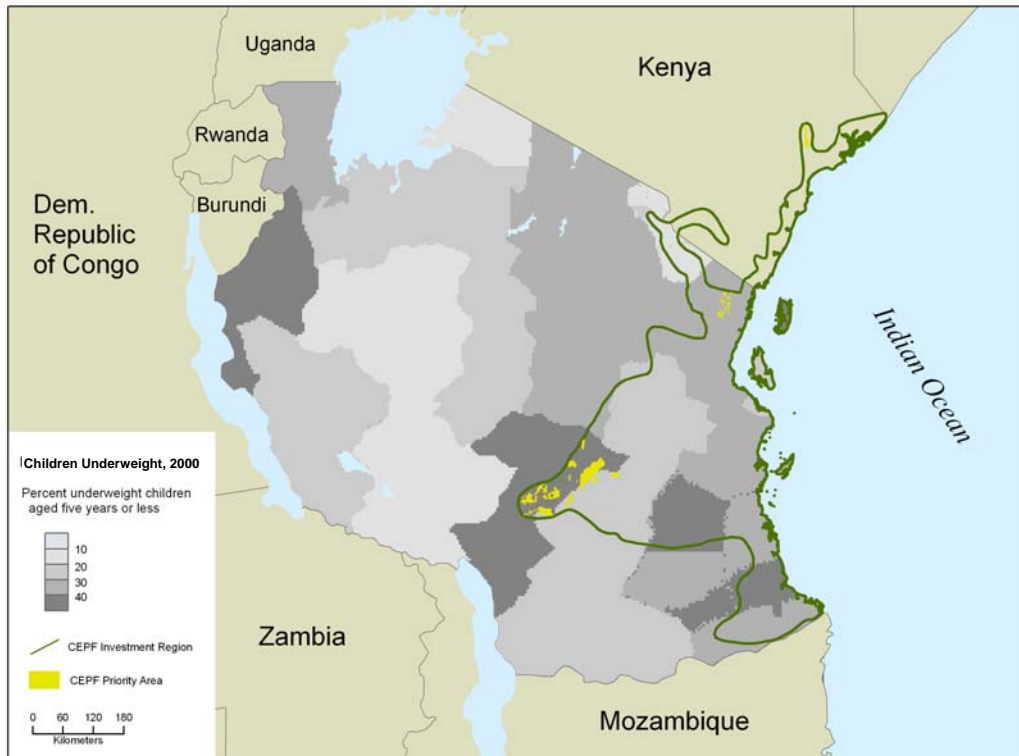 Uganda
Kenya
Rwanda
Burundi
Dem.
Republic
of Congo
Indian Ocean
Children Underweight, 2000
Percent underweight children
aged five years or less
10
20
30
40
CEPF Investment Region
CEPF Priority Area
0 60 120 180
Kilometers
Zambia
Mozambique